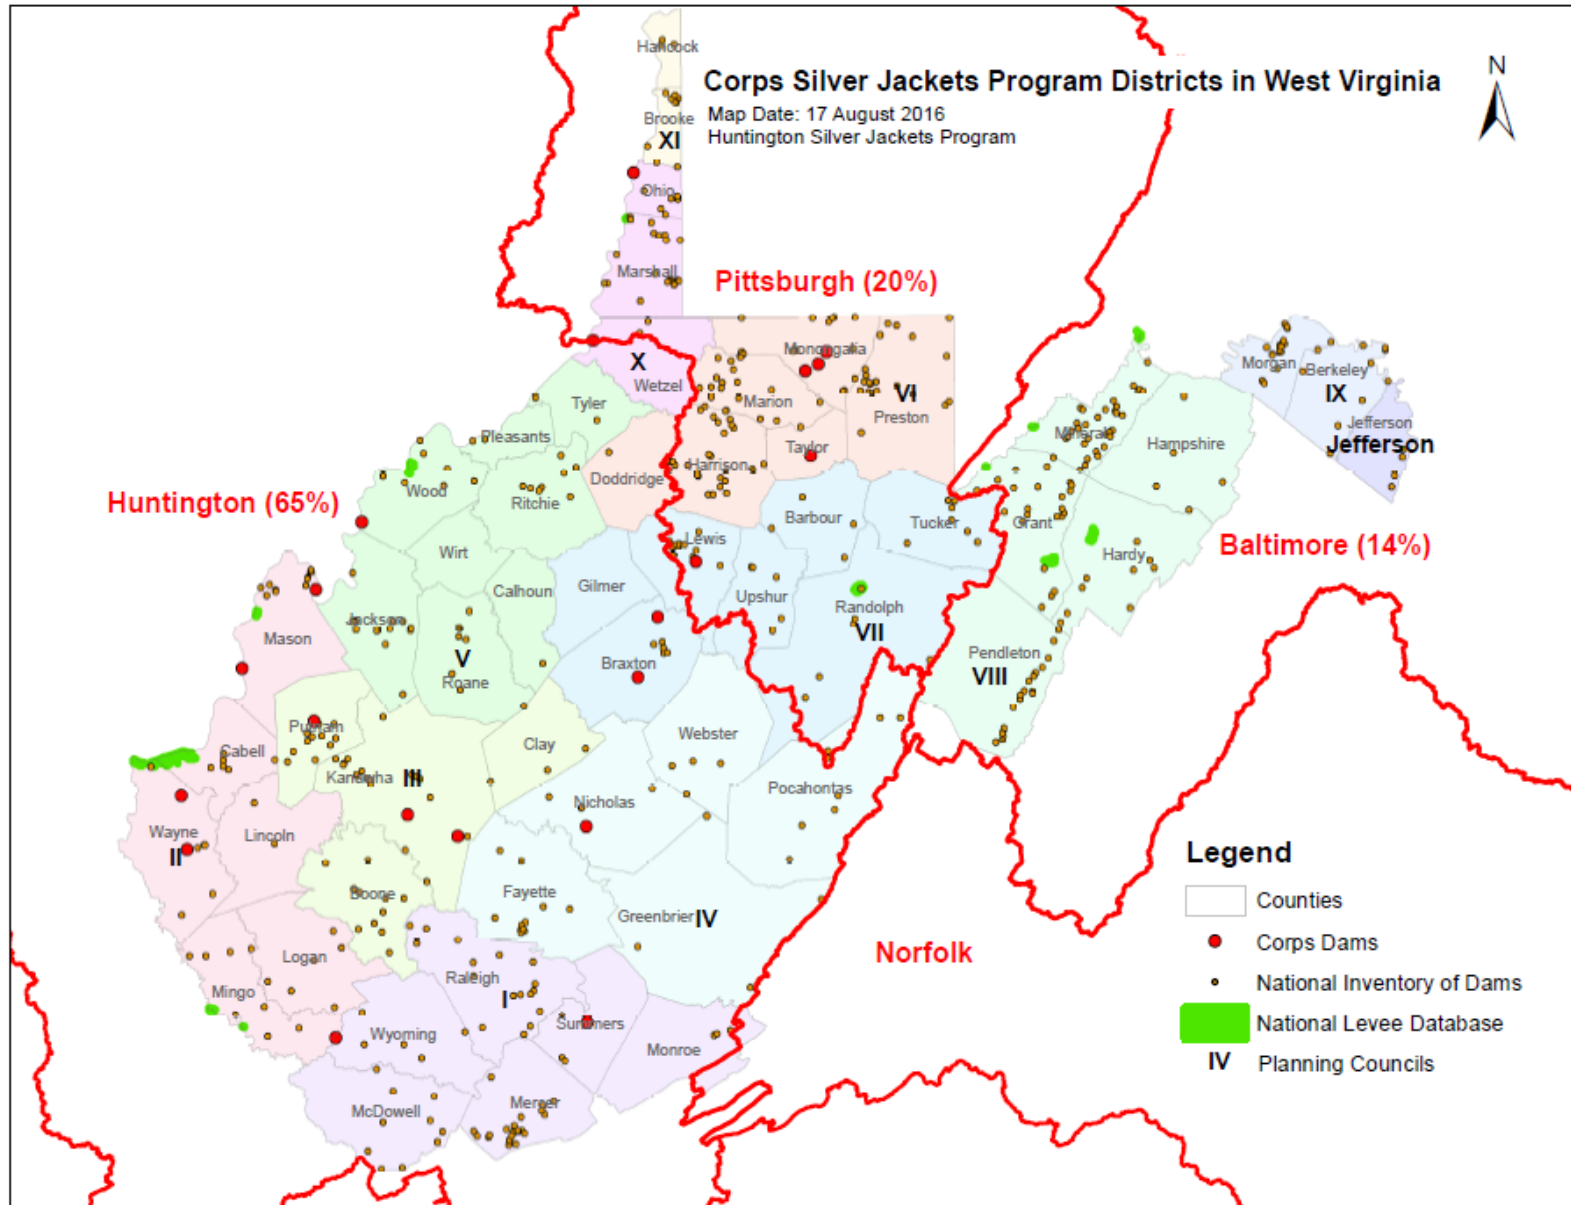 Hancock
Corps Silver Jackets Program Districts in West Virginia
Map Date: 17 August 2016
Huntington Silver Jackets Program
N
Brooke
XI
Ohio
Marshall
Pittsburgh (20%)
Monongalia
X
Wetzel
VI
Marion
Preston
Morgan
Berkeley
IX
Jefferson
Jefferson
Tyler
Pleasants
Taylor
Mineral
Hampshire
Doddridge
Harrison
Huntington (65%)
Wood
Ritchie
Barbour
Tucker
Grant
Wirt
Lewis
Hardy
Baltimore (14%)
Calhoun
Gilmer
Upshur
Randolph
VII
Jackson
Mason
V
Roane
Braxton
Pendleton
VIII
Putnam
Cabell
Clay
Webster
Kanawha
III
Nicholas
Pocahontas
Wayne
II
Lincoln
Boone
Fayette
Greenbrier
IV
Legend
Counties
Corps Dams
National Inventory of Dams
National Levee Database
IV Planning Councils
Norfolk
Logan
Raleigh
I
Mingo
Wyoming
Summers
Monroe
McDowell
Mercer